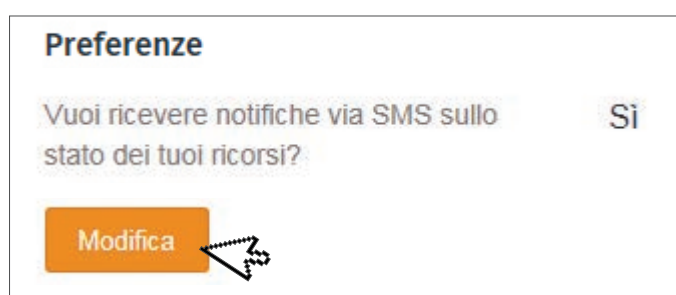 Preferenze
Vuoi ricevere notifiche via SMS sullo Sì
stato dei tuoi ricorsi?
Modifica